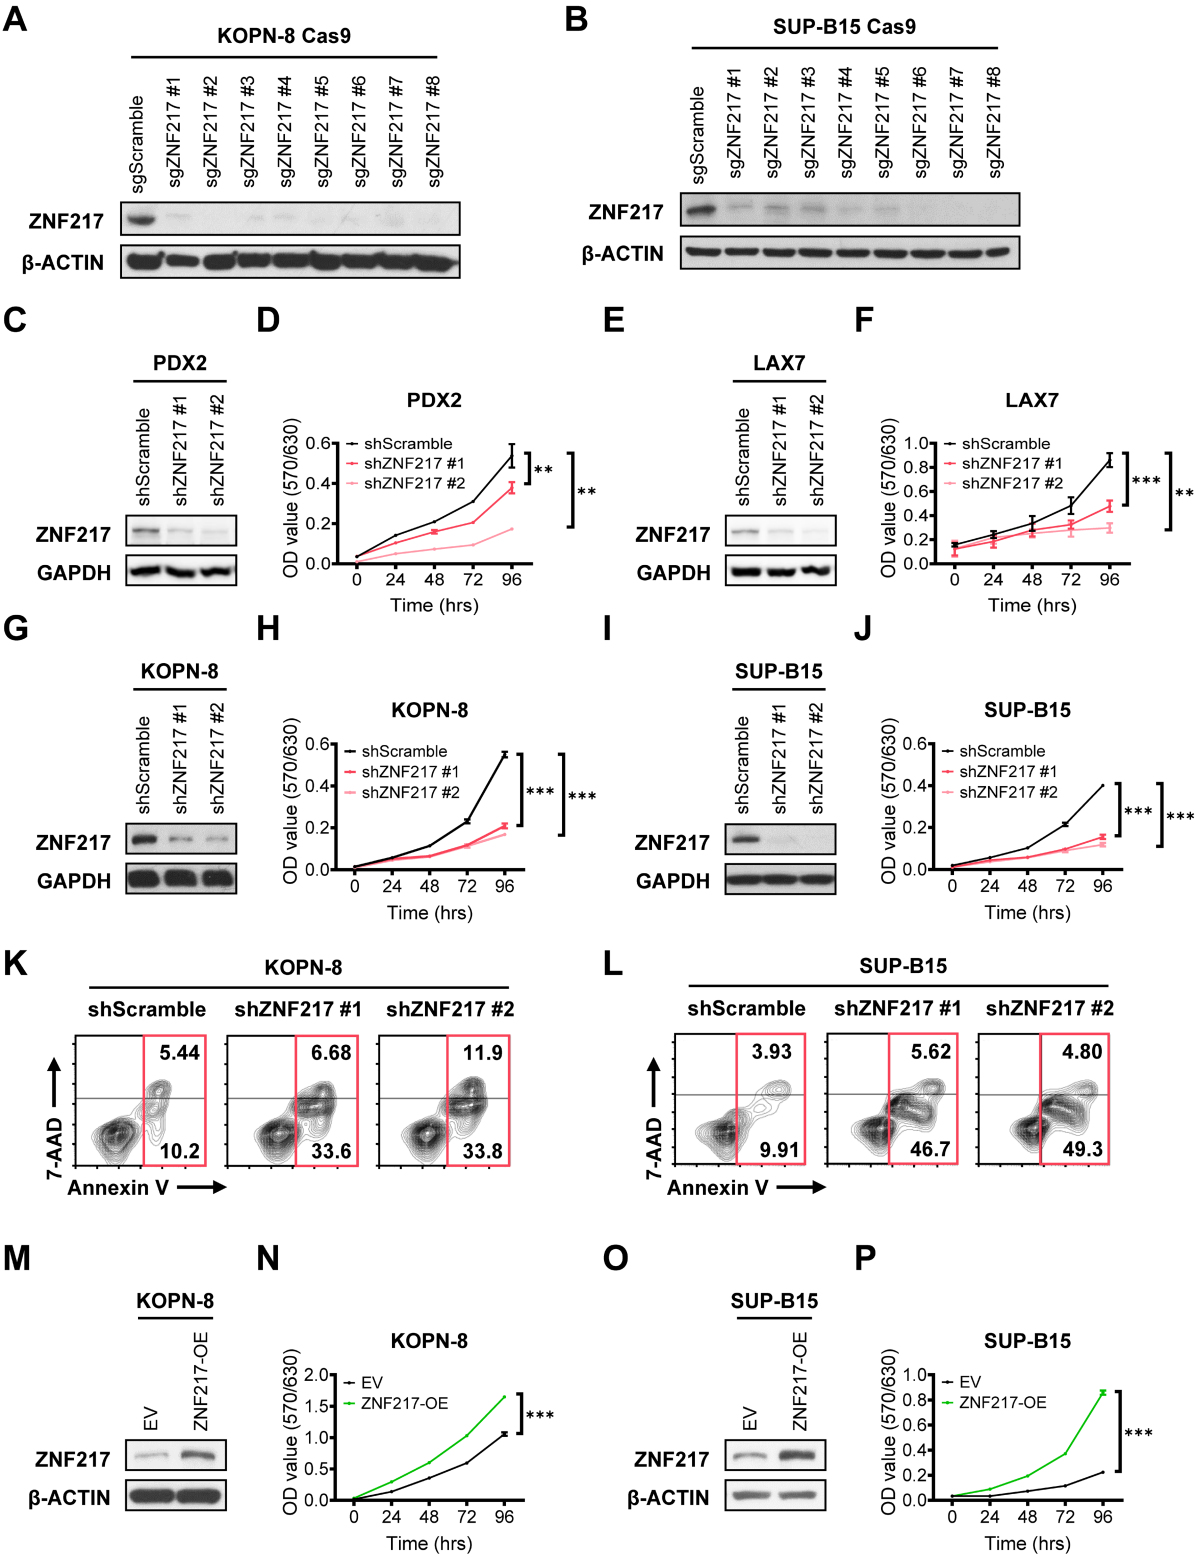 A
KOPN-8 Cas9
sgScramble
sgZNF217 #1
sgZNF217 #2
sgZNF217 #3
sgZNF217 #4
sgZNF217 #5
sgZNF217 #6
sgZNF217 #7
sgZNF217 #8
ZNF217
β-ACTIN
B
SUP-B15 Cas9
sgScramble
sgZNF217 #1
sgZNF217 #2
sgZNF217 #3
sgZNF217 #4
sgZNF217 #5
sgZNF217 #6
sgZNF217 #7
sgZNF217 #8
ZNF217
β-ACTIN
C
PDX2
shScramble
shZNF217 #1
shZNF217 #2
ZNF217
GAPDH
D
PDX2
OD value (570/630)
0.6
0.4
0.2
0.0
shScramble
shZNF217 #1
shZNF217 #2
**
**
0 24 48 72 96
Time (hrs)
E
LAX7
shScramble
shZNF217 #1
shZNF217 #2
ZNF217
GAPDH
F
LAX7
OD value (570/630)
1.0
0.8
0.6
0.4
0.2
0.0
shScramble
shZNF217 #1
shZNF217 #2
***
**
0 24 48 72 96
Time (hrs)
G
KOPN-8
shScramble
shZNF217 #1
shZNF217 #2
ZNF217
GAPDH
H
KOPN-8
OD value (570/630)
0.6
0.4
0.2
0.0
shScramble
shZNF217 #1
shZNF217 #2
***
***
0 24 48 72 96
Time (hrs)
I
SUP-B15
shScramble
shZNF217 #1
shZNF217 #2
ZNF217
GAPDH
J
SUP-B15
OD value (570/630)
0.6
0.4
0.2
0.0
shScramble
shZNF217 #1
shZNF217 #2
***
***
0 24 48 72 96
Time (hrs)
K
KOPN-8
shScramble shZNF217 #1 shZNF217 #2
5.44 6.68 11.9
10.2 33.6 33.8
7-AAD
Annexin V
L
SUP-B15
shScramble shZNF217 #1 shZNF217 #2
3.93 5.62 4.80
9.91 46.7 49.3
7-AAD
Annexin V
M
KOPN-8
EV
ZNF217-OE
ZNF217
β-ACTIN
N
KOPN-8
OD value (570/630)
2.0
1.5
1.0
0.5
0.0
EV
ZNF217-OE
***
0 24 48 72 96
Time (hrs)
O
SUP-B15
EV
ZNF217-OE
ZNF217
β-ACTIN
P
SUP-B15
OD value (570/630)
1.0
0.8
0.6
0.4
0.2
0.0
EV
ZNF217-OE
***
0 24 48 72 96
Time (hrs)